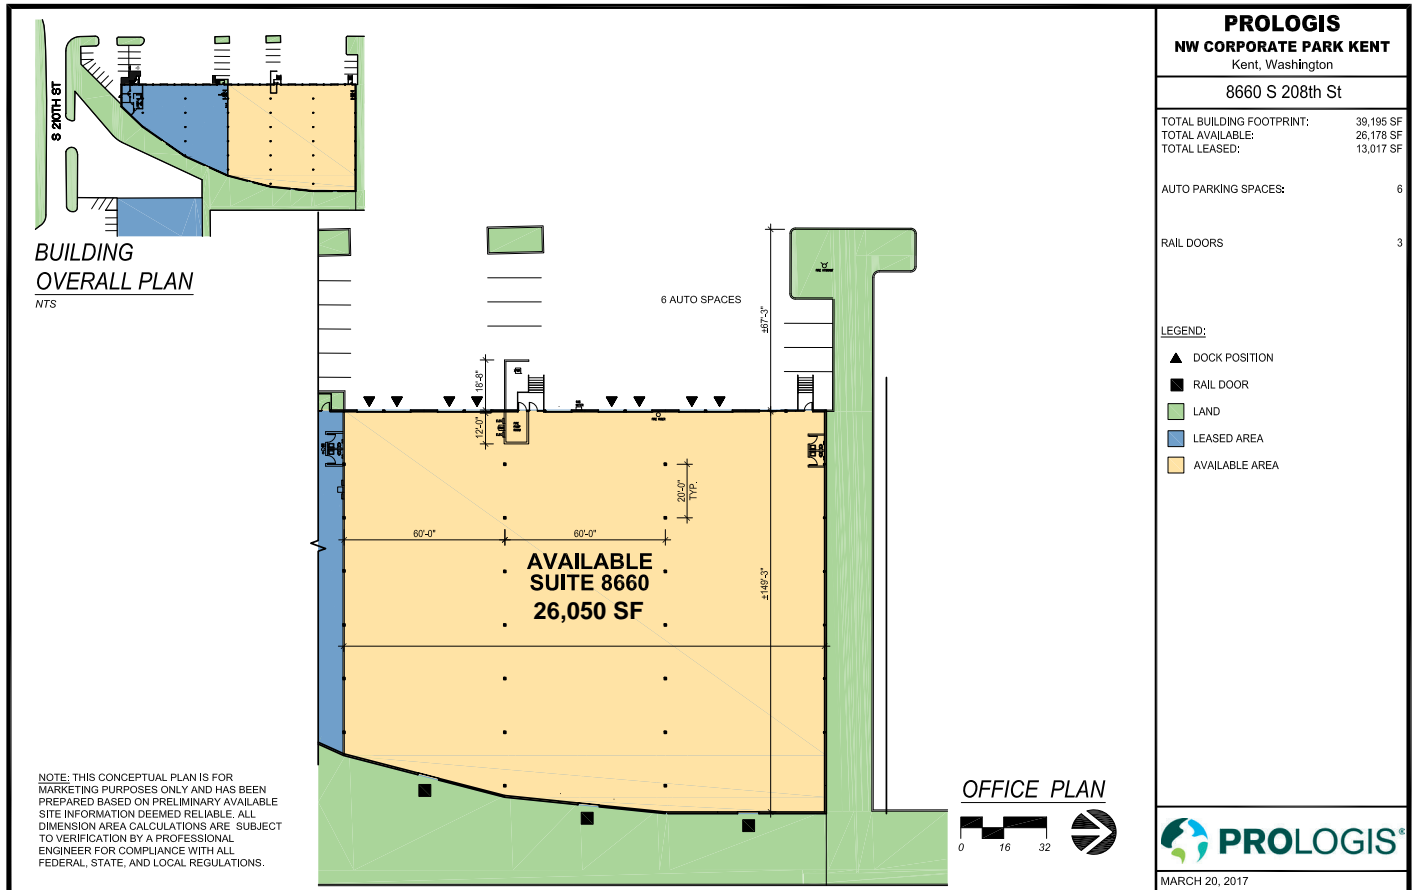 S 210TH ST
BUILDING
OVERALL PLAN
NTS
6 AUTO SPACES
±67'-3"
18'-8"
12'-0"
20'-0"
TYP.
60'-0"
60'-0"
±149'-3"
AVAILABLE
SUITE 8660
26,050 SF
NOTE: THIS CONCEPTUAL PLAN IS FOR
MARKETING PURPOSES ONLY AND HAS BEEN
PREPARED BASED ON PRELIMINARY AVAILABLE
SITE INFORMATION DEEMED RELIABLE. ALL
DIMENSION AREA CALCULATIONS ARE SUBJECT
TO VERIFICATION BY A PROFESSIONAL
ENGINEER FOR COMPLIANCE WITH ALL
FEDERAL, STATE, AND LOCAL REGULATIONS.
OFFICE PLAN
0 16 32
PROLOGIS
NW CORPORATE PARK KENT
Kent, Washington
8660 S 208th St
TOTAL BUILDING FOOTPRINT: 39,195 SF
TOTAL AVAILABLE: 26,178 SF
TOTAL LEASED: 13,017 SF
AUTO PARKING SPACES: 6
RAIL DOORS 3
LEGEND:
DOCK POSITION
RAIL DOOR
LAND
LEASED AREA
AVAILABLE AREA
PROLOGIS®
MARCH 20, 2017